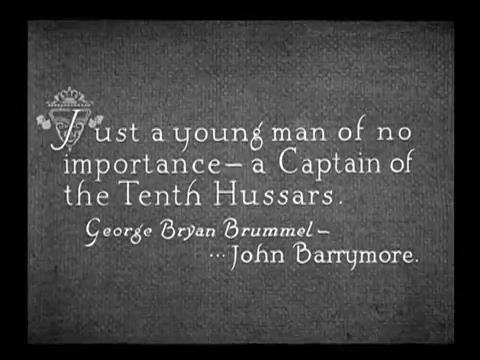 Just a young man of no
importance — a Captain of
the Tenth Hussars.
George Bryan Brummel —
... John Barrymore.